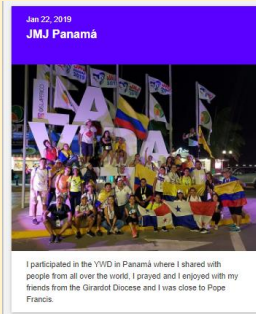 Jan 22, 2019
JMJ Panamá
LA
I participated in the YWD in Panamá where I shared with
people from all over the world, I prayed and I enjoyed with my
friends from the Girardot Diocese and I was close to Pope
Francis.